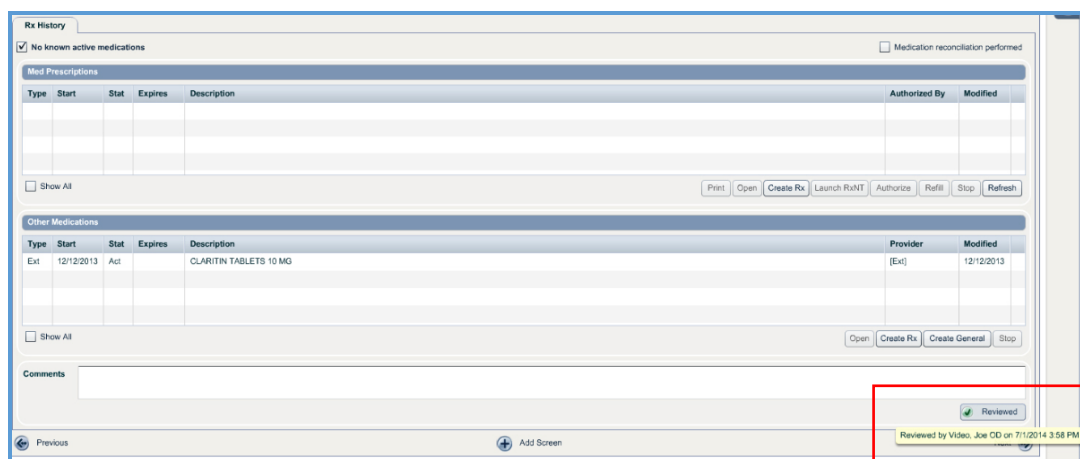 Rx History
No known active medications
Medication reconciliation performed
Med Prescriptions
Type Start Stat Expires Description Authorized By Modified
Show All
Print Open Create Rx Launch RxNT Authorize Refill Stop Refresh
Other Medications
Type Start Stat Expires Description Provider Modified
Ext 12/12/2013 Act CLARITIN TABLETS 10 MG [Ext] 12/12/2013
Show All
Open Create Rx Create General Stop
Comments
Reviewed
Previous Add Screen
Reviewed by Video, Joe OD on 7/1/2014 3:58 PM